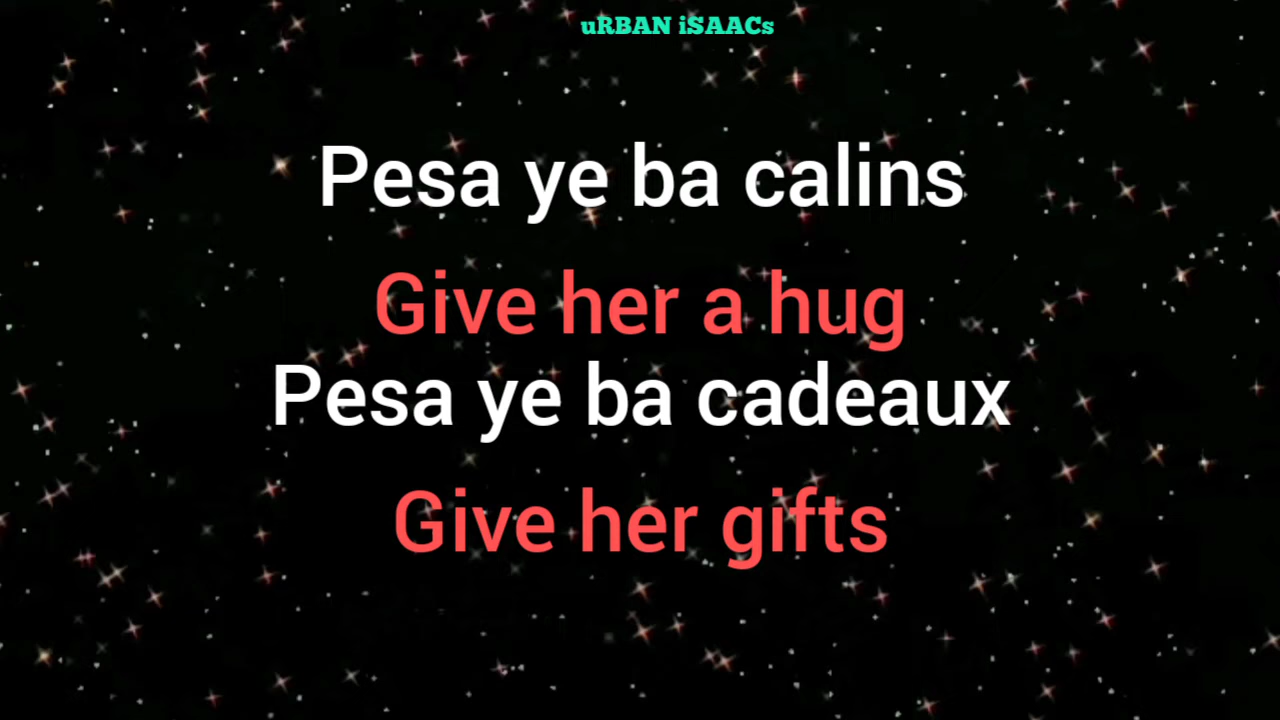 uRBAN iSAACs
Pesa ye ba calins
Give her a hug
Pesa ye ba cadeaux
Give her gifts